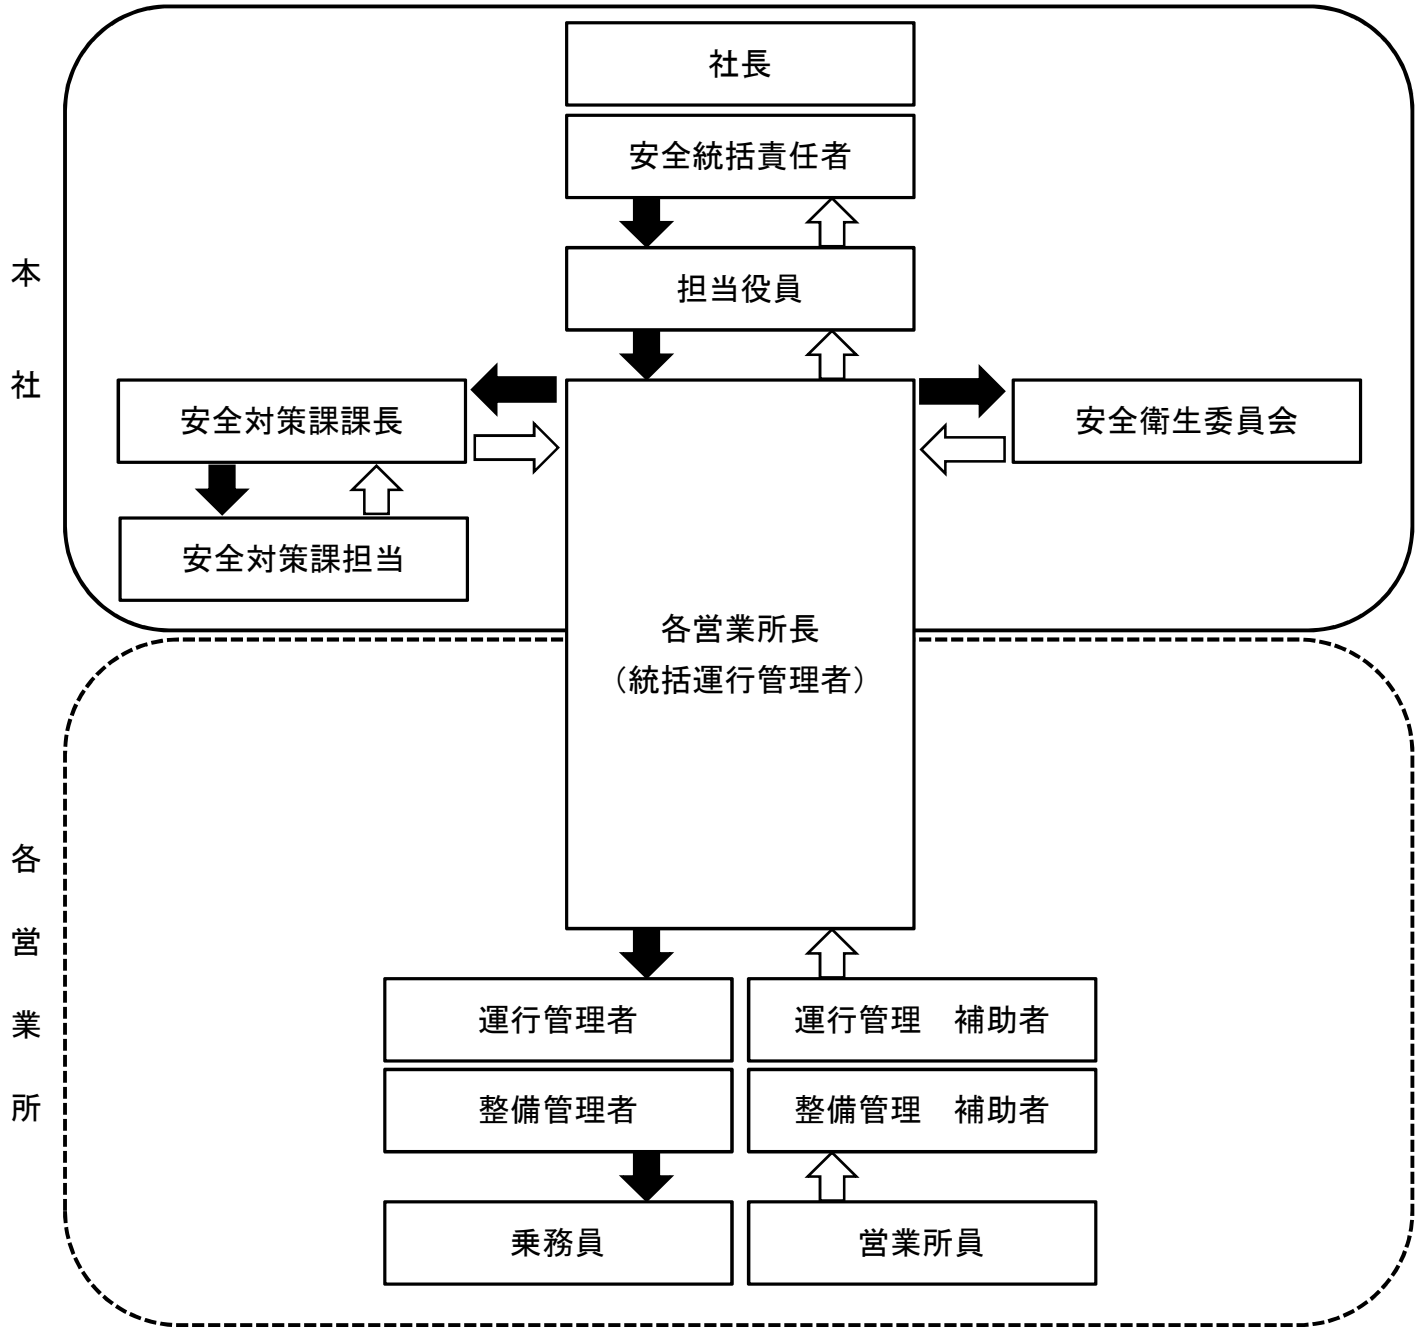 社長
安全統括責任者
担当役員
本社
安全対策課課長
安全衛生委員会
安全対策課担当
各営業所長
（統括運行管理者）
各営業所
運行管理者
運行管理　補助者
整備管理者
整備管理　補助者
乗務員
営業所員